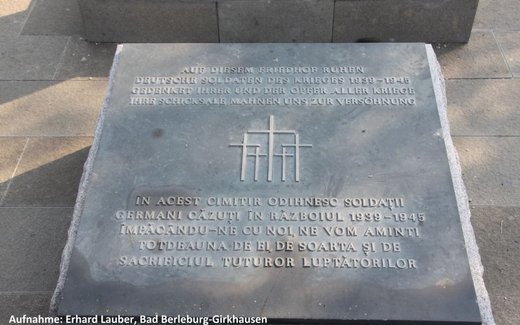 AUF DIESEM FRIEDHOF RUHEN
DEUTSCHE SOLDATEN DES KRIEGES 1939–1945
GEDENKET IHRER UND DER OPFER ALLER KRIEGE
IHRE SCHICKSALE MAHNEN UNS ZUR VERSÖHNUNG
IN ACEST CIMITIR ODIHNESC SOLDAȚII
GERMANI CĂZUȚI ÎN RĂZBOIUL 1939–1945
ÎMPĂCÂNDU-NE CU NOI, NE VOM AMINTI
TOTDEAUNA DE EI, DE SOARTA ȘI DE
SACRIFICIUL TUTUROR LUPTĂTORILOR
Aufnahme: Erhard Lauber, Bad Berleburg-Girkhausen